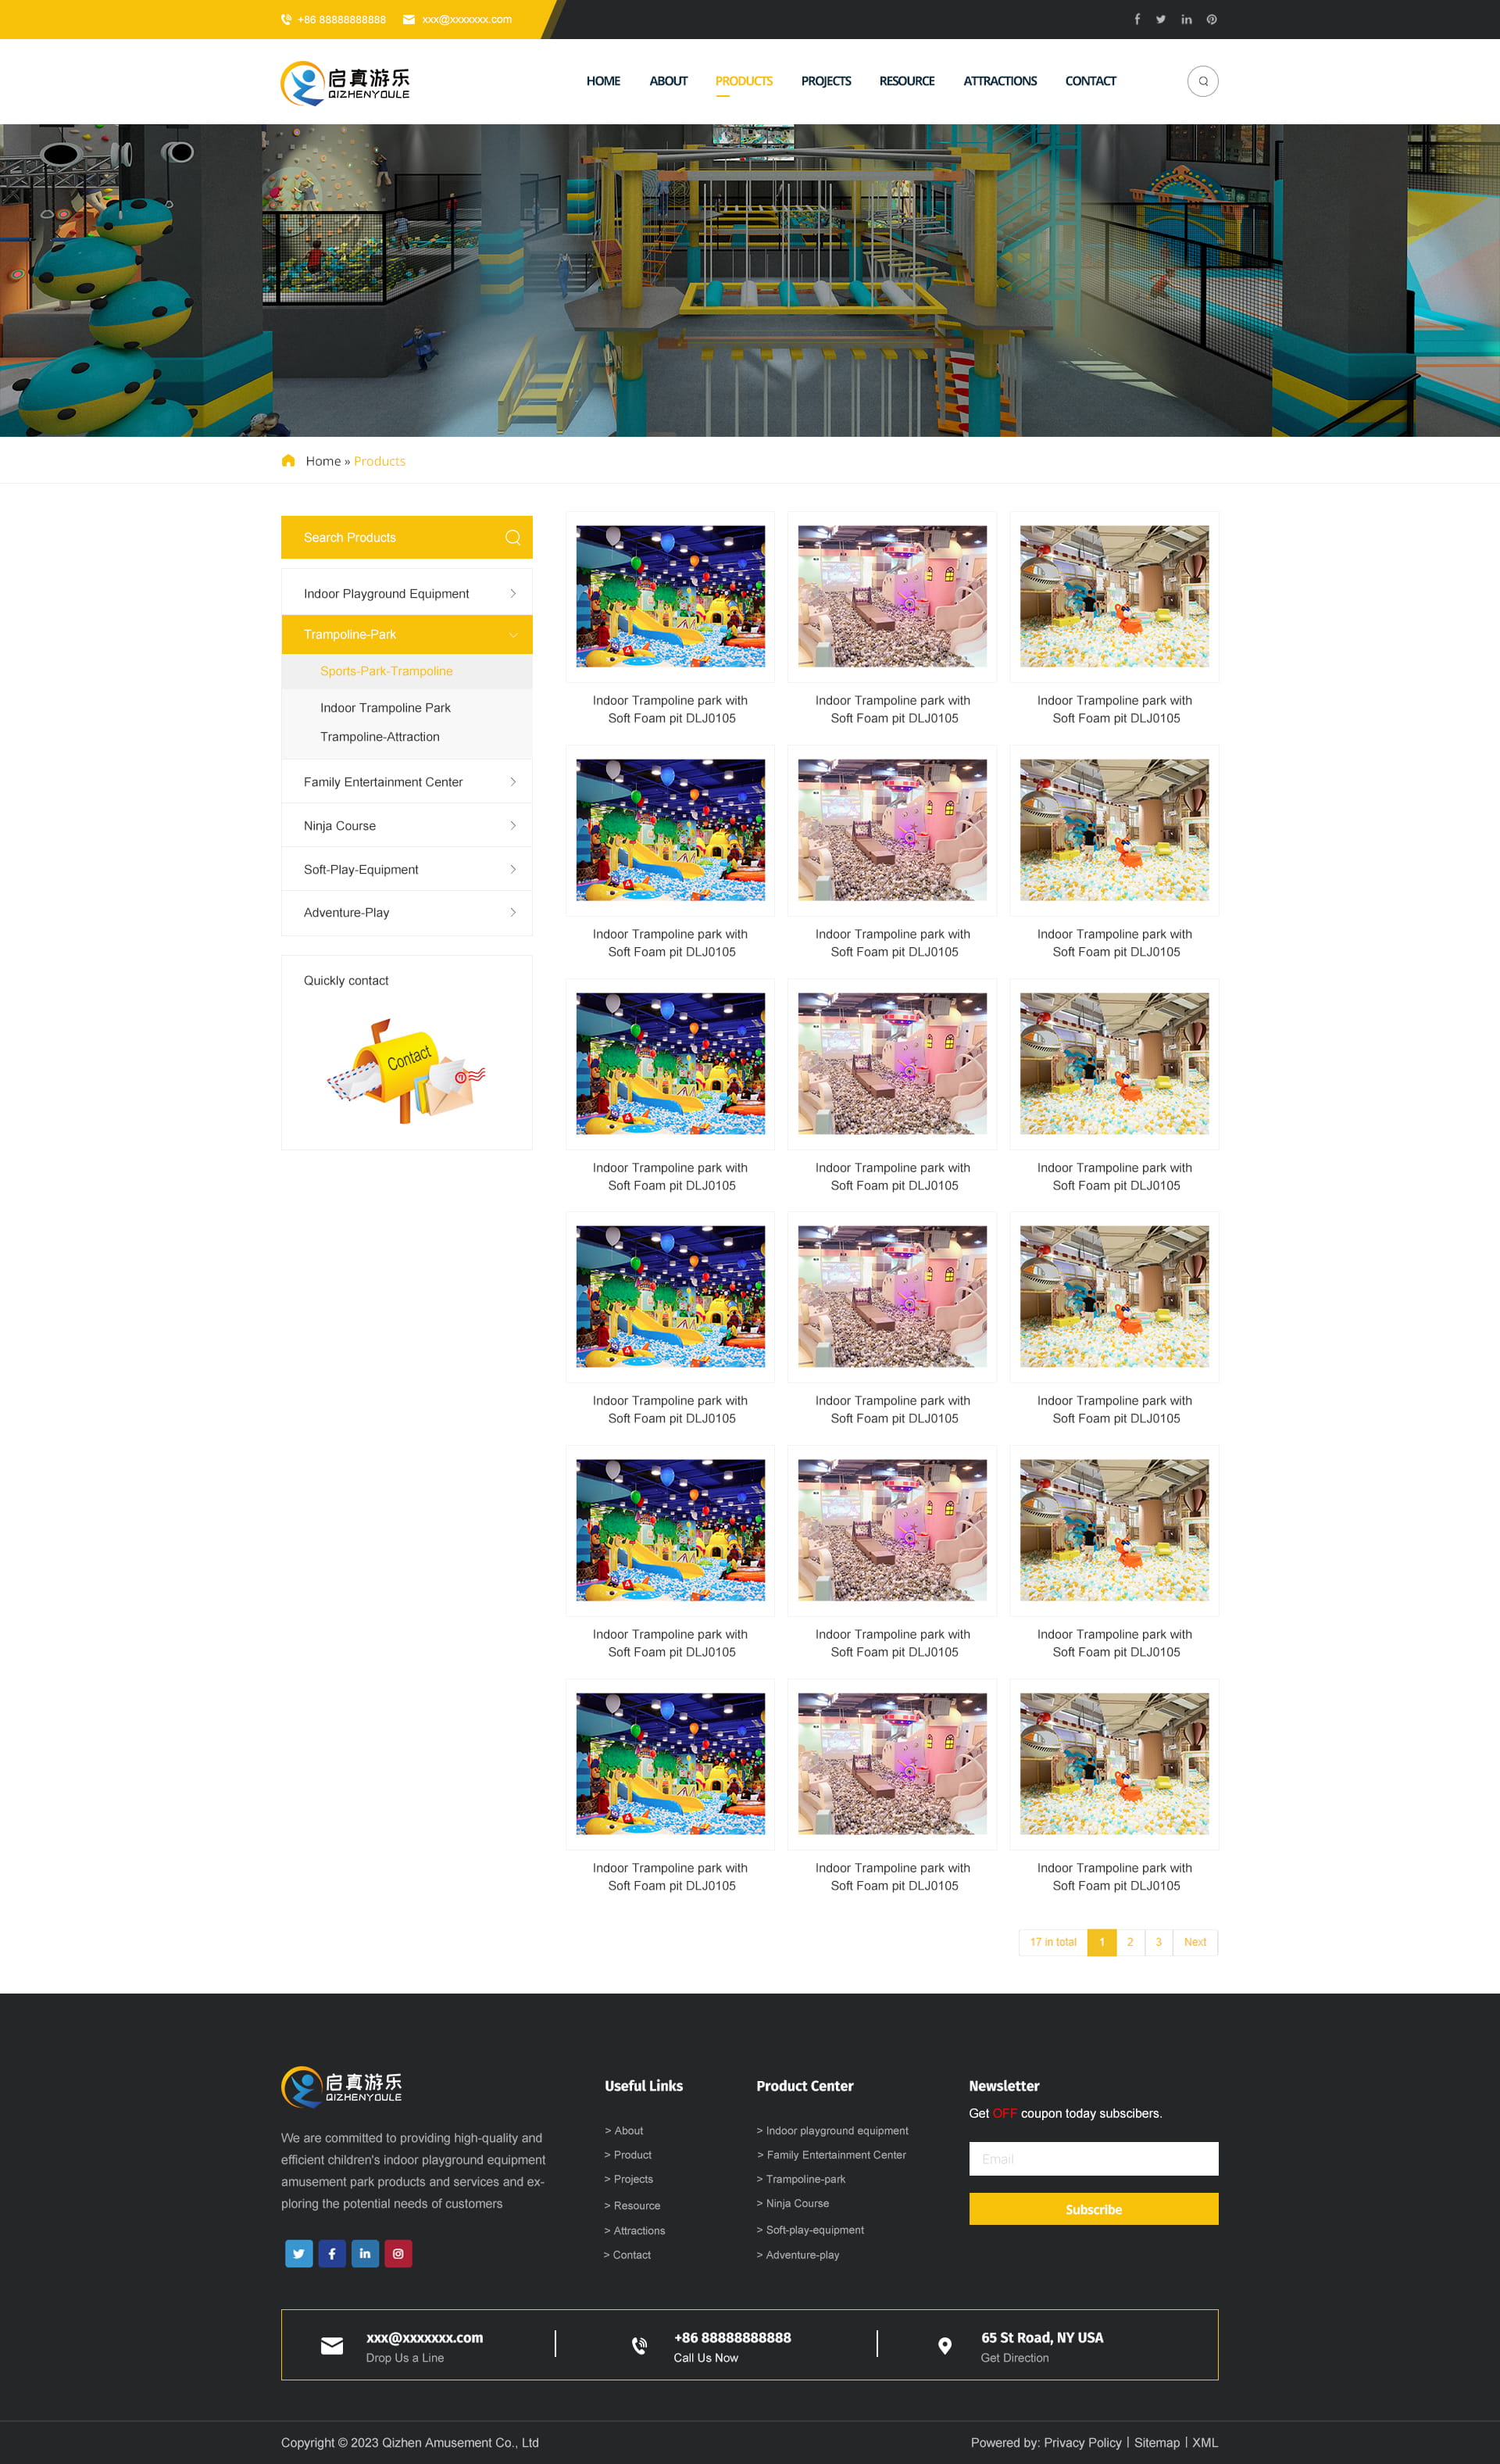 +86 88888888888 xxx@xxxxxxx.com
启真游乐
QIZHENYOULE
HOME ABOUT PRODUCTS PROJECTS RESOURCE ATTRACTIONS CONTACT
Home » Products
Search Products
Indoor Playground Equipment
Trampoline-Park
Sports-Park-Trampoline
Indoor Trampoline Park
Trampoline-Attraction
Family Entertainment Center
Ninja Course
Soft-Play-Equipment
Adventure-Play
Quickly contact
Contact
Indoor Trampoline park with
Soft Foam pit DLJ0105
Indoor Trampoline park with
Soft Foam pit DLJ0105
Indoor Trampoline park with
Soft Foam pit DLJ0105
Indoor Trampoline park with
Soft Foam pit DLJ0105
Indoor Trampoline park with
Soft Foam pit DLJ0105
Indoor Trampoline park with
Soft Foam pit DLJ0105
Indoor Trampoline park with
Soft Foam pit DLJ0105
Indoor Trampoline park with
Soft Foam pit DLJ0105
Indoor Trampoline park with
Soft Foam pit DLJ0105
Indoor Trampoline park with
Soft Foam pit DLJ0105
Indoor Trampoline park with
Soft Foam pit DLJ0105
Indoor Trampoline park with
Soft Foam pit DLJ0105
Indoor Trampoline park with
Soft Foam pit DLJ0105
Indoor Trampoline park with
Soft Foam pit DLJ0105
Indoor Trampoline park with
Soft Foam pit DLJ0105
Indoor Trampoline park with
Soft Foam pit DLJ0105
Indoor Trampoline park with
Soft Foam pit DLJ0105
Indoor Trampoline park with
Soft Foam pit DLJ0105
17 in total 1 2 3 Next
启真游乐
QIZHENYOULE
We are committed to providing high-quality and
efficient children's indoor playground equipment
amusement park products and services and ex-
ploring the potential needs of customers
Useful Links
> About
> Product
> Projects
> Resource
> Attractions
> Contact
Product Center
> Indoor playground equipment
> Family Entertainment Center
> Trampoline-park
> Ninja Course
> Soft-play-equipment
> Adventure-play
Newsletter
Get OFF coupon today subscibers.
Email
Subscribe
xxx@xxxxxxx.com
Drop Us a Line
+86 88888888888
Call Us Now
65 St Road, NY USA
Get Direction
Copyright © 2023 Qizhen Amusement Co., Ltd
Powered by: Privacy Policy | Sitemap | XML